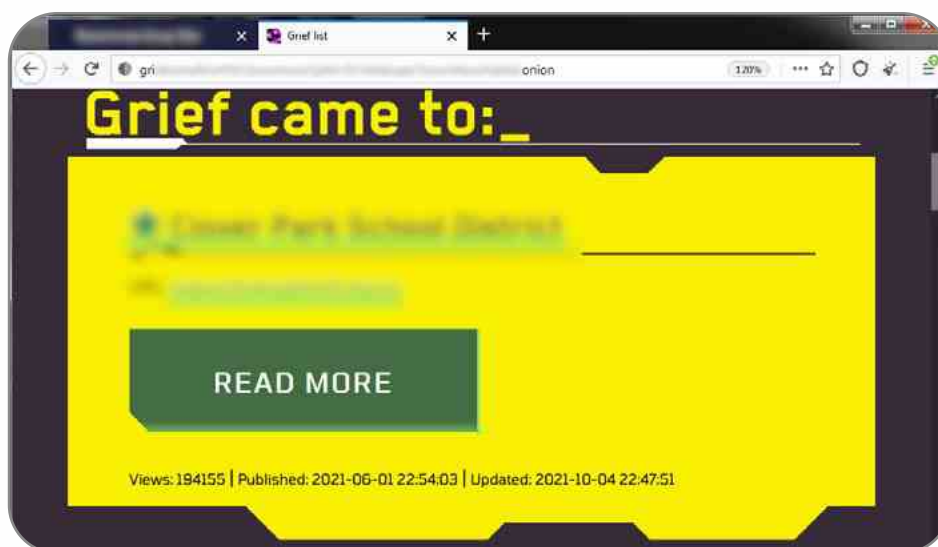 Grief list
gri
onion
120%
Grief came to:_
READ MORE
Views: 194155 | Published: 2021-06-01 22:54:03 | Updated: 2021-10-04 22:47:51